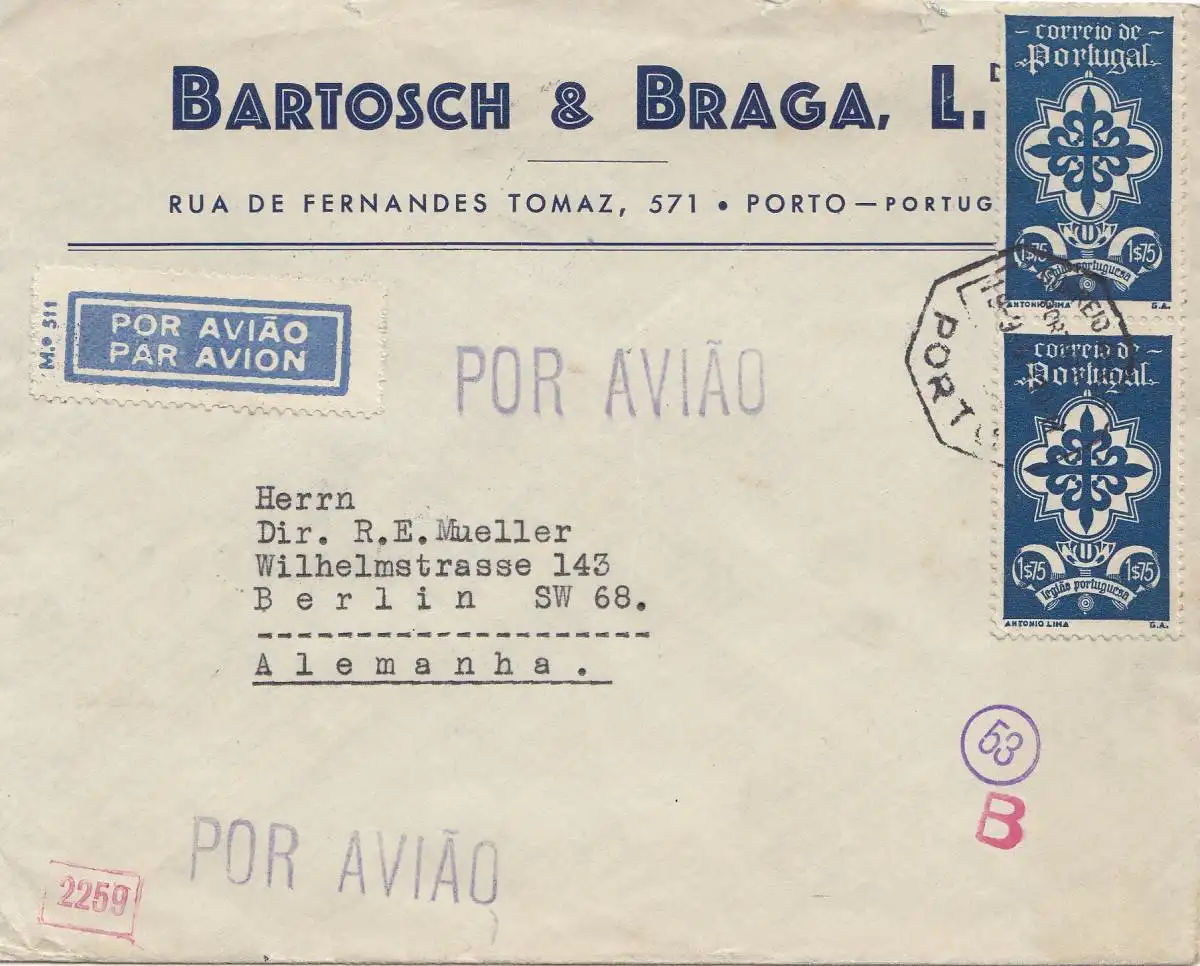 BARTOSCH & BRAGA, L.
RUA DE FERNANDES TOMAZ, 571 • PORTO — PORTUG
correio de
Portugal
1$75 1$75
legião portuguesa
ANTONIO LIMA G.A.
M.º 511
POR AVIÃO
PAR AVION
POR AVIÃO
PORT
correio de
Portugal
1$75 1$75
legião portuguesa
ANTONIO LIMA G.A.
Herrn
Dir. R.E.Mueller
Wilhelmstrasse 143
Berlin SW 68.
--------------------
Alemanha.
53
B
POR AVIÃO
2259